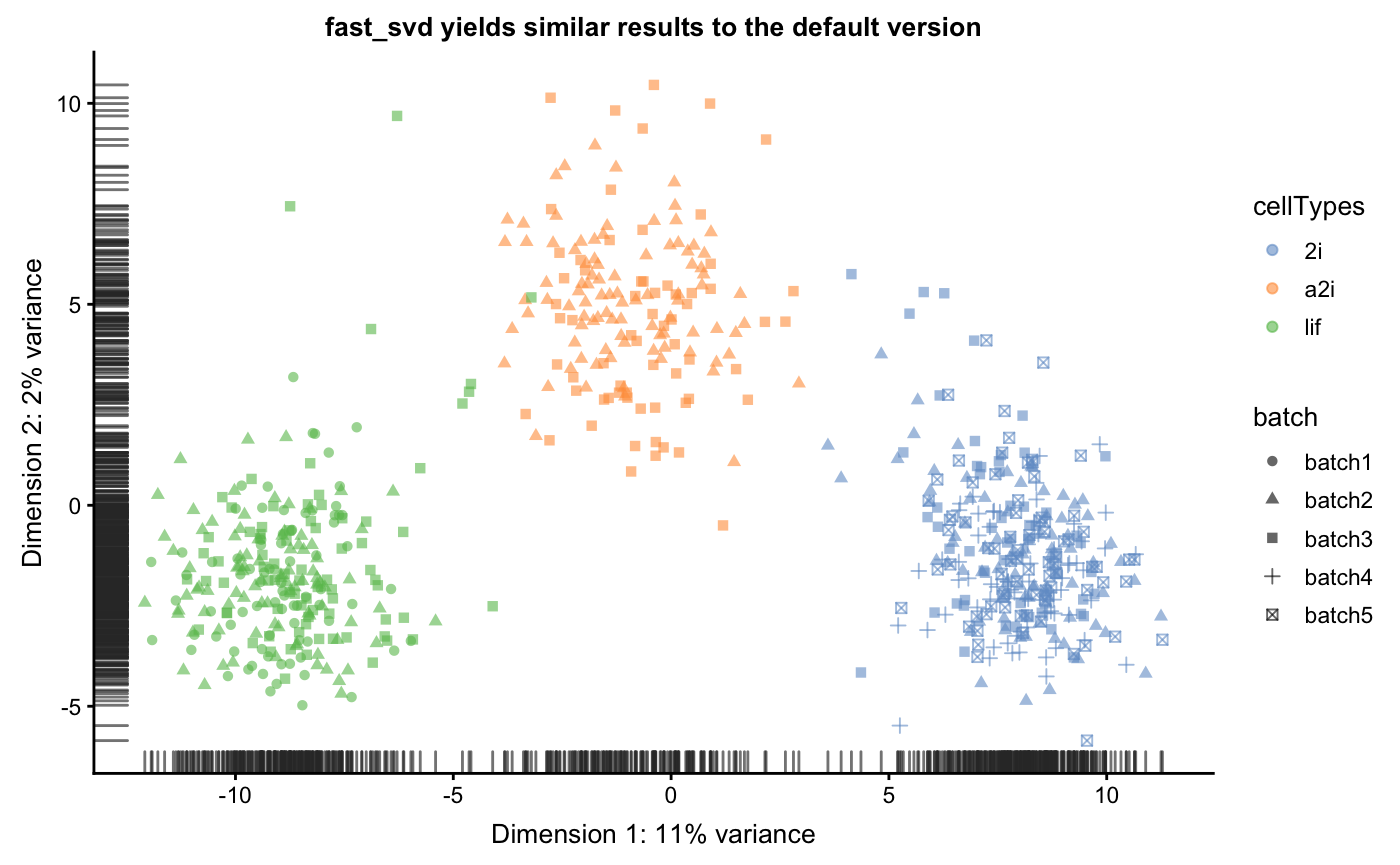 fast_svd yields similar results to the default version
Dimension 2: 2% variance
10
5
0
-5
-10
-5
0
5
10
Dimension 1: 11% variance
cellTypes
2i
a2i
lif
batch
batch1
batch2
batch3
batch4
batch5